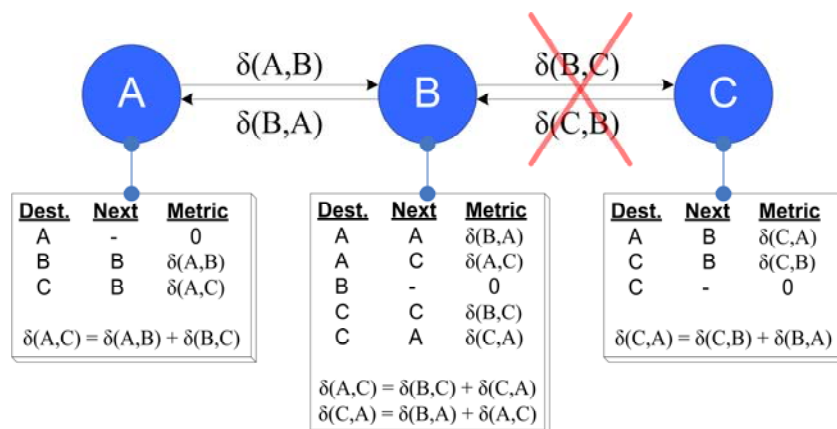 A δ(A,B) B δ(B,C) C
δ(B,A) δ(C,B)
Dest. Next Metric
A - 0
B B δ(A,B)
C B δ(A,C)
δ(A,C) = δ(A,B) + δ(B,C)
Dest. Next Metric
A A δ(B,A)
A C δ(A,C)
B - 0
C C δ(B,C)
C A δ(C,A)
δ(A,C) = δ(B,C) + δ(C,A)
δ(C,A) = δ(B,A) + δ(A,C)
Dest. Next Metric
A B δ(C,A)
C B δ(C,B)
C - 0
δ(C,A) = δ(C,B) + δ(B,A)